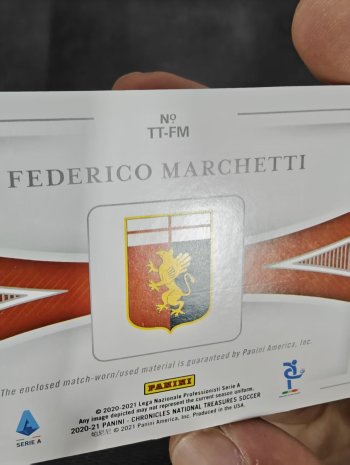 Nº
TT-FM
FEDERICO MARCHETTI
The enclosed match-worn/used material is guaranteed by Panini America, Inc.
PANINI
© 2020-2021 Lega Nazionale Professionisti Serie A
Any image depicted may not represent the current season uniform.
2020-21 PANINI - CHRONICLES NATIONAL TREASURES SOCCER
© 2021 Panini America, Inc. Produced in the USA.
SERIE A